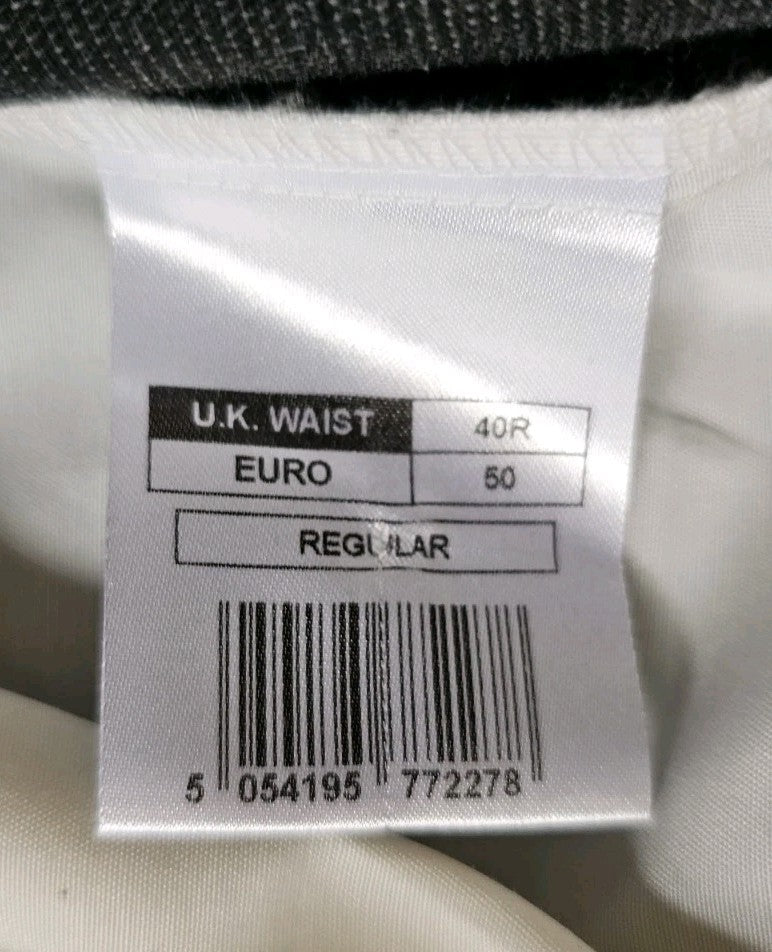 U.K. WAIST 40R
EURO 50
REGULAR
5 054195 772278